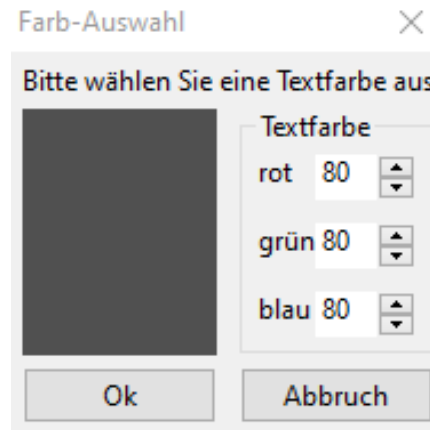 Farb-Auswahl
Bitte wählen Sie eine Textfarbe aus
Textfarbe
rot 80
grün 80
blau 80
Ok Abbruch